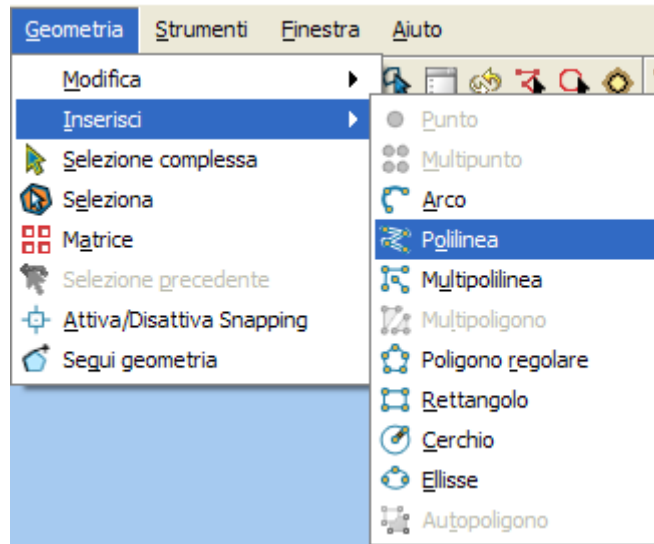 Geometria Strumenti Finestra Aiuto
Modifica
Inserisci
Selezione complessa
Seleziona
Matrice
Selezione precedente
Attiva/Disattiva Snapping
Segui geometria
Punto
Multipunto
Arco
Polilinea
Multipolilinea
Multipoligono
Poligono regolare
Rettangolo
Cerchio
Ellisse
Autopoligono